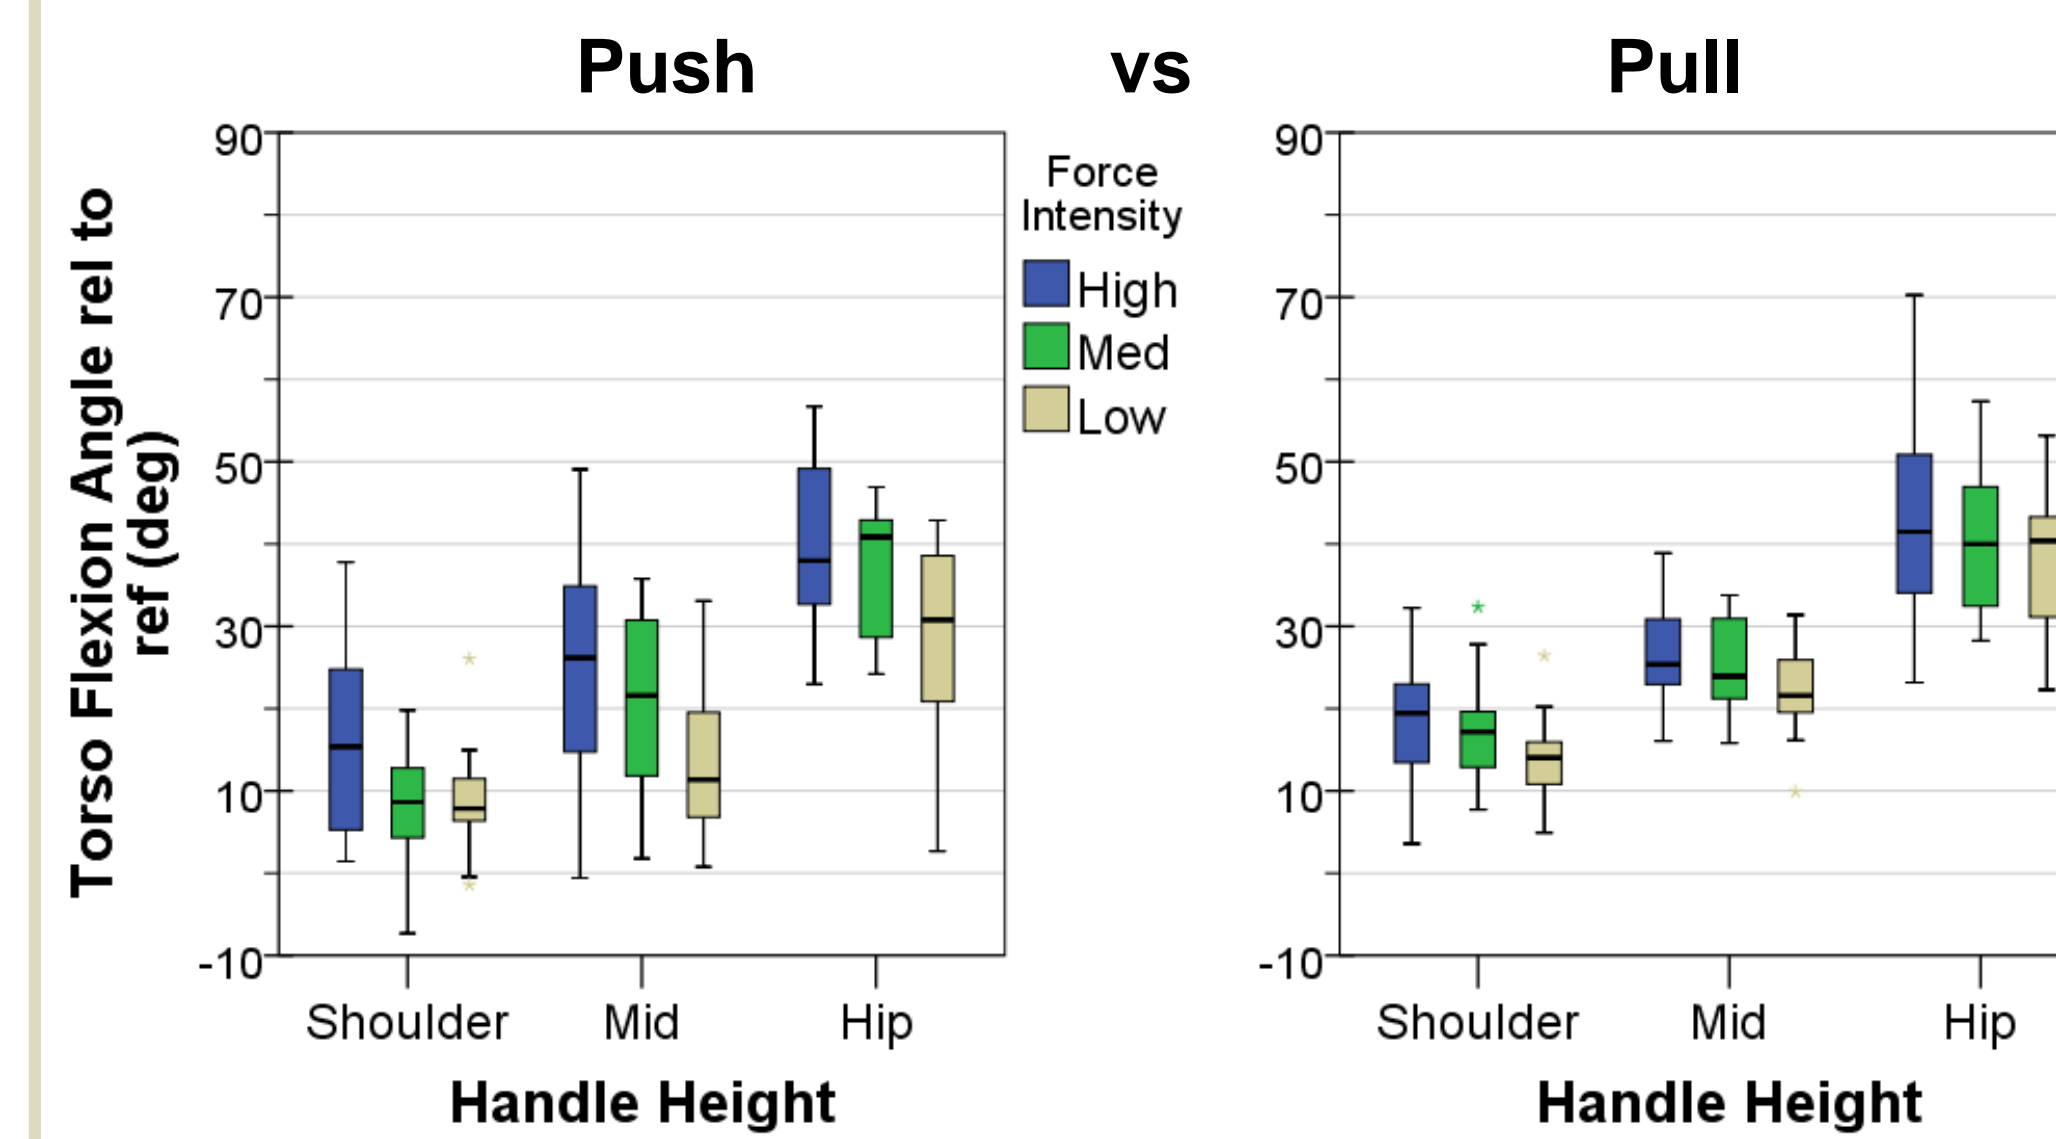 Push vs Pull
Torso Flexion Angle rel to
ref (deg)
90
70
50
30
10
-10
Shoulder Mid Hip
Handle Height
Force
Intensity
High
Med
Low
90
70
50
30
10
-10
Shoulder Mid Hip
Handle Height